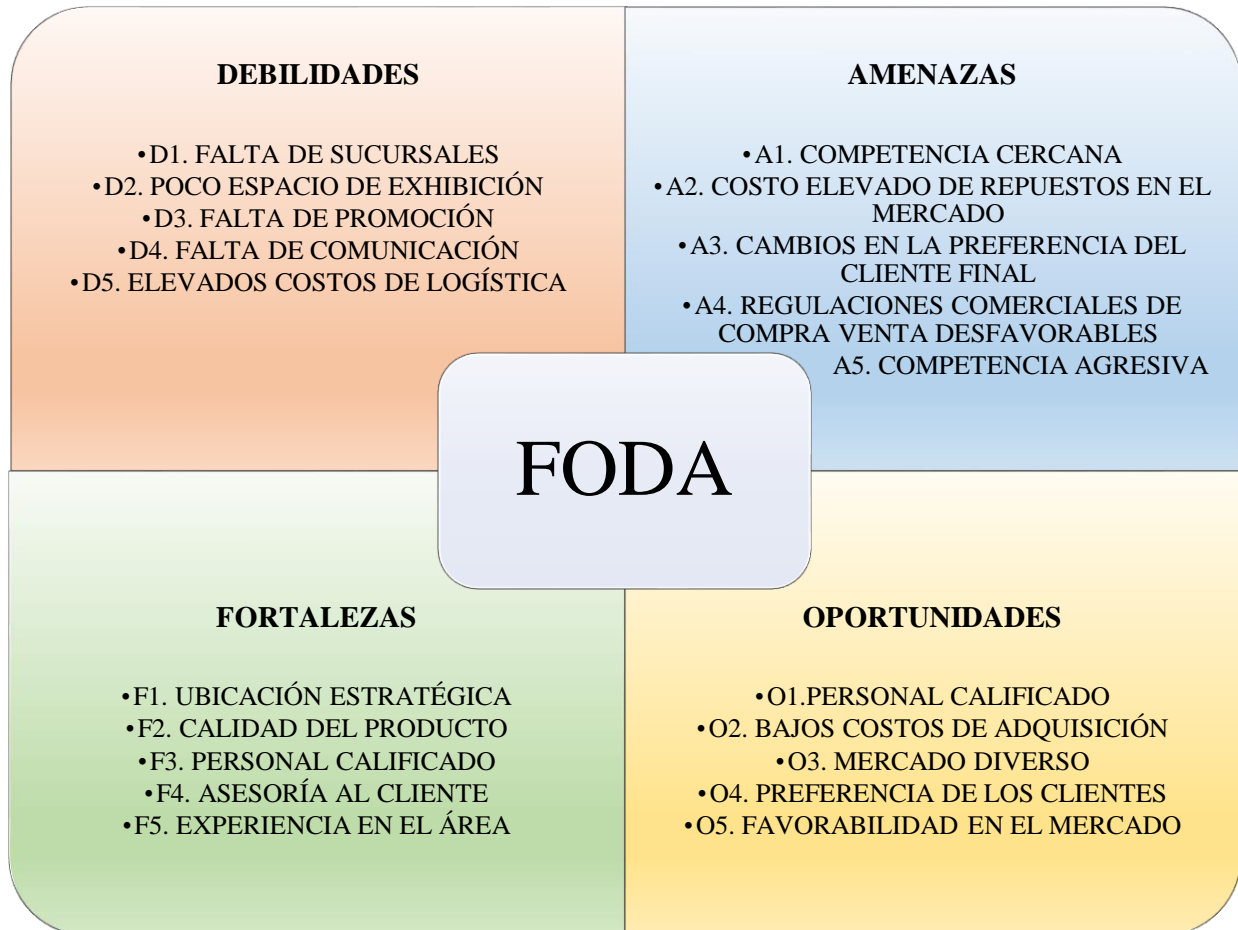 DEBILIDADES
•D1. FALTA DE SUCURSALES
•D2. POCO ESPACIO DE EXHIBICIÓN
•D3. FALTA DE PROMOCIÓN
•D4. FALTA DE COMUNICACIÓN
•D5. ELEVADOS COSTOS DE LOGÍSTICA
AMENAZAS
•A1. COMPETENCIA CERCANA
•A2. COSTO ELEVADO DE REPUESTOS EN EL
MERCADO
•A3. CAMBIOS EN LA PREFERENCIA DEL
CLIENTE FINAL
•A4. REGULACIONES COMERCIALES DE
COMPRA VENTA DESFAVORABLES
A5. COMPETENCIA AGRESIVA
FODA
FORTALEZAS
•F1. UBICACIÓN ESTRATÉGICA
•F2. CALIDAD DEL PRODUCTO
•F3. PERSONAL CALIFICADO
•F4. ASESORÍA AL CLIENTE
•F5. EXPERIENCIA EN EL ÁREA
OPORTUNIDADES
•O1.PERSONAL CALIFICADO
•O2. BAJOS COSTOS DE ADQUISICIÓN
•O3. MERCADO DIVERSO
•O4. PREFERENCIA DE LOS CLIENTES
•O5. FAVORABILIDAD EN EL MERCADO